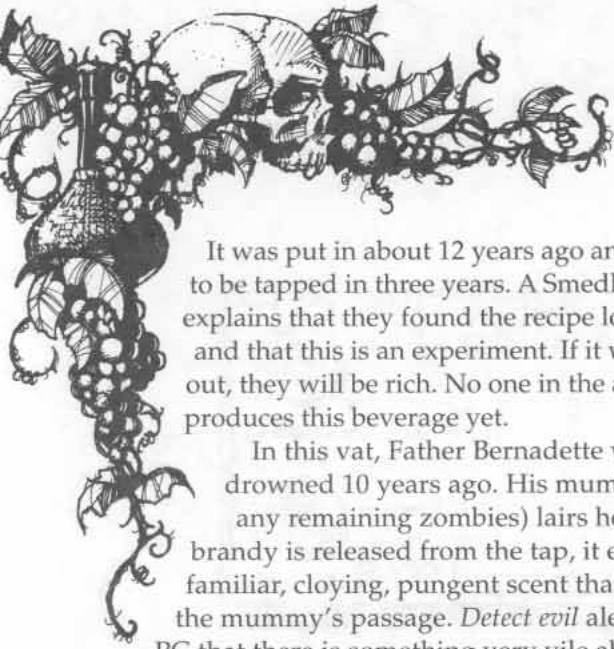 It was put in about 12 years ago an
to be tapped in three years. A Smedl
explains that they found the recipe lo
and that this is an experiment. If it w
out, they will be rich. No one in the a
produces this beverage yet.
In this vat, Father Bernadette w
drowned 10 years ago. His mum
any remaining zombies) lairs he
brandy is released from the tap, it e
familiar, cloying, pungent scent tha
the mummy's passage. Detect evil ale
PC that there is something very vile